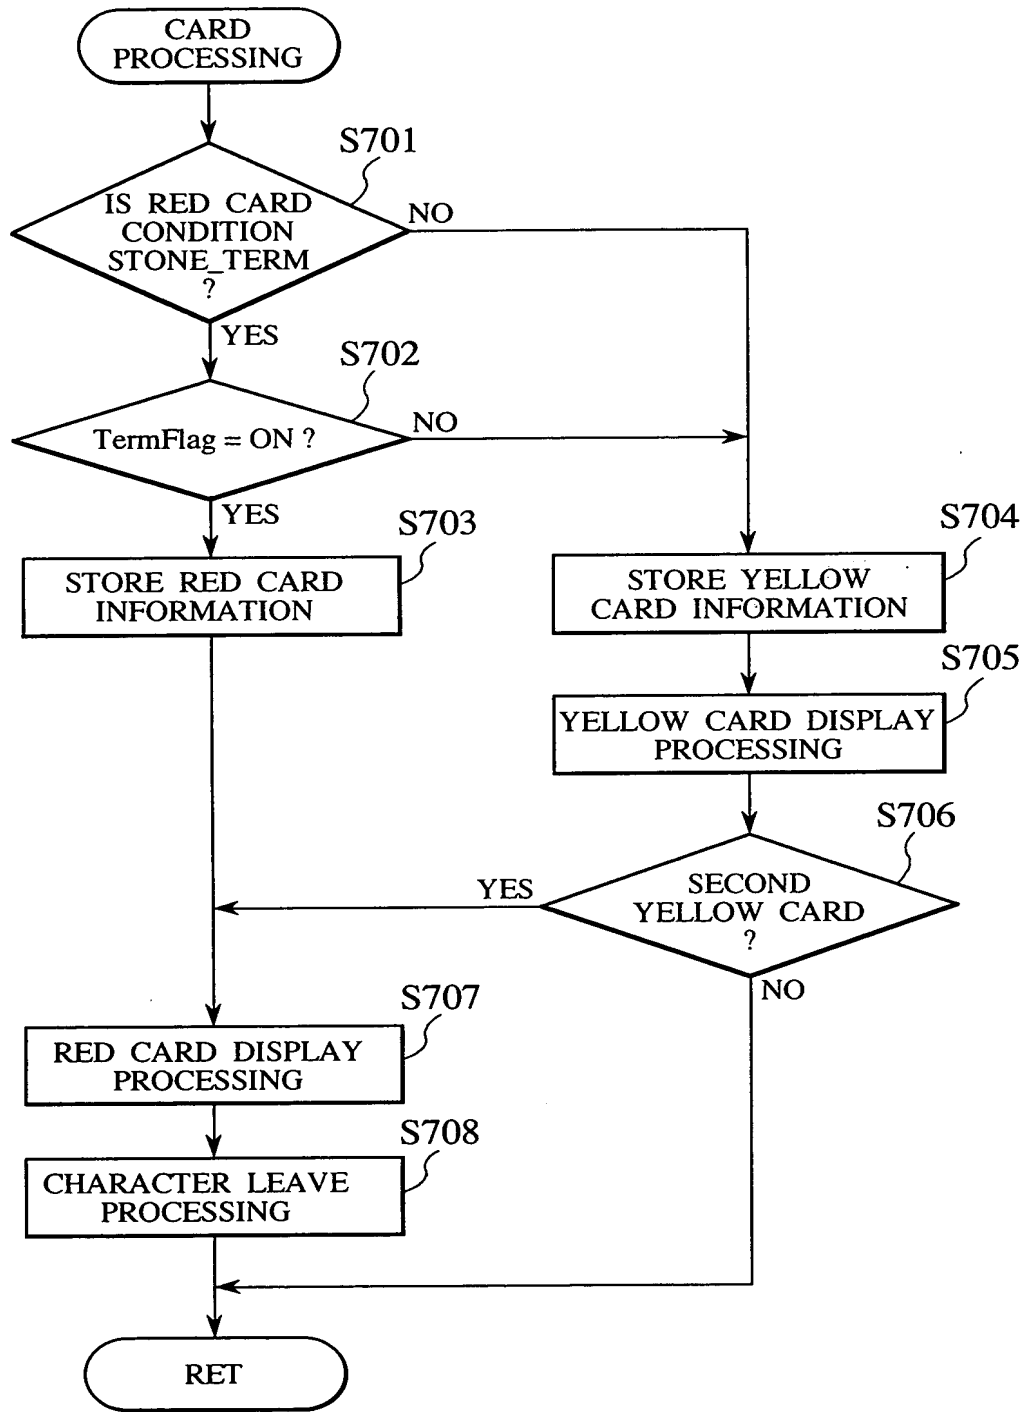 CARD
PROCESSING
S701
IS RED CARD
CONDITION
STONE_TERM
?
NO
YES
S702
TermFlag = ON ?
NO
YES
S703
STORE RED CARD
INFORMATION
S704
STORE YELLOW
CARD INFORMATION
S705
YELLOW CARD DISPLAY
PROCESSING
S706
SECOND
YELLOW CARD
?
YES
NO
S707
RED CARD DISPLAY
PROCESSING
S708
CHARACTER LEAVE
PROCESSING
RET